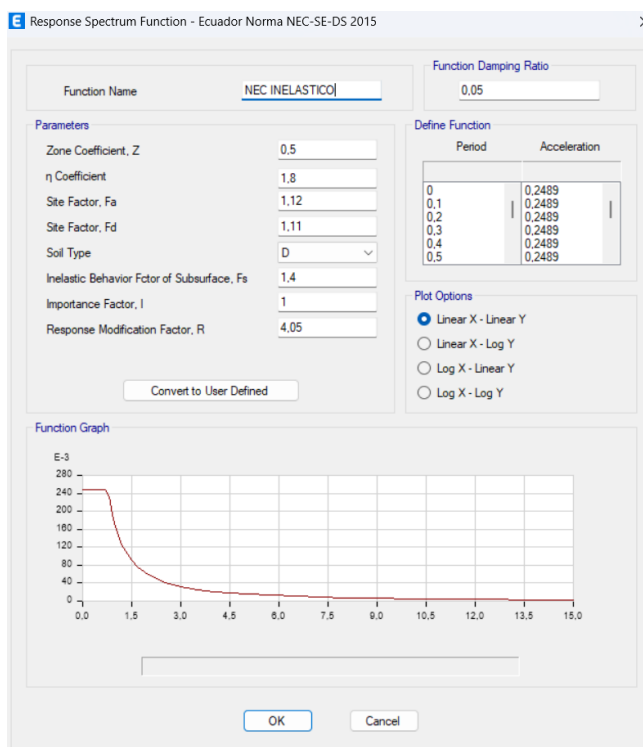 E Response Spectrum Function - Ecuador Norma NEC-SE-DS 2015
Function Name NEC INELASTICO
Function Damping Ratio
0,05
Parameters
Zone Coefficient, Z 0,5
η Coefficient 1,8
Site Factor, Fa 1,12
Site Factor, Fd 1,11
Soil Type D
Inelastic Behavior Fctor of Subsurface, Fs 1,4
Importance Factor, I 1
Response Modification Factor, R 4,05
Convert to User Defined
Define Function
Period Acceleration
0 0,2489
0,1 0,2489
0,2 0,2489
0,3 0,2489
0,4 0,2489
0,5 0,2489
Plot Options
Linear X - Linear Y
Linear X - Log Y
Log X - Linear Y
Log X - Log Y
Function Graph
E-3
280
240
200
160
120
80
40
0
0,0 1,5 3,0 4,5 6,0 7,5 9,0 10,5 12,0 13,5 15,0
OK Cancel